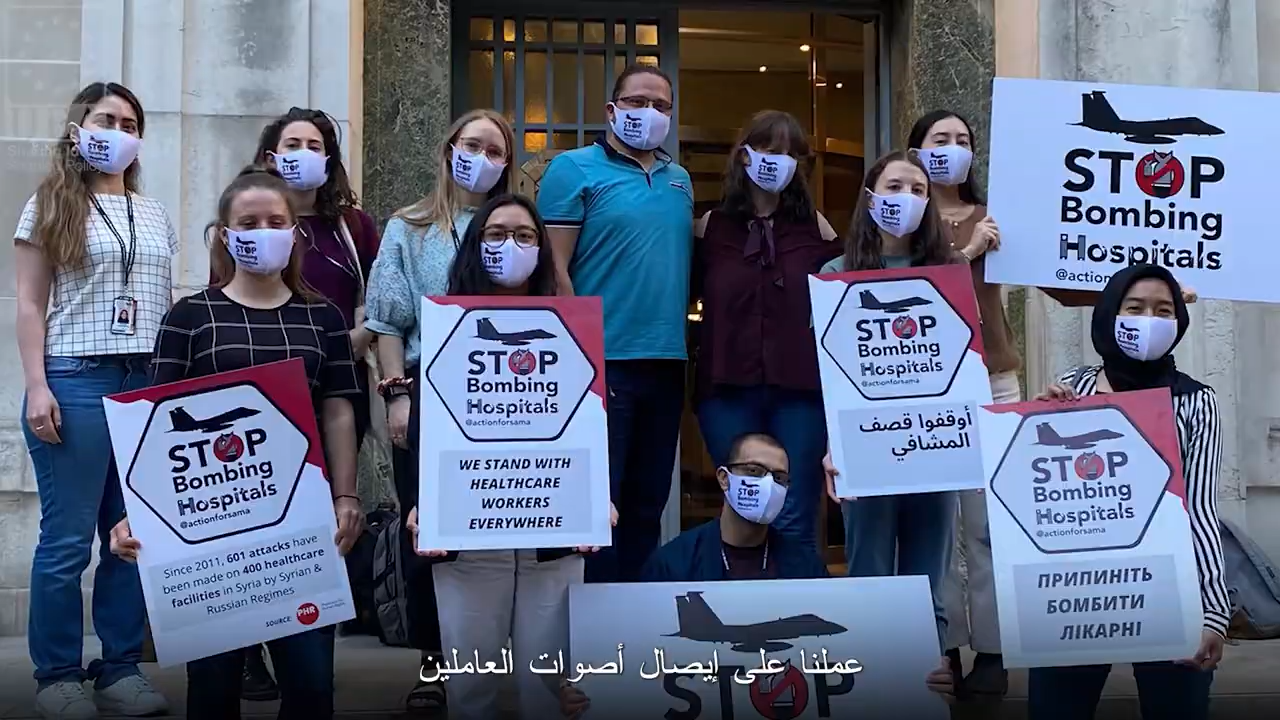 STOP
Bombing
Hospitals
@action
STOP
Bombing
Hospitals
@actionforsama
Since 2011, 601 attacks have
been made on 400 healthcare
facilities in Syria by Syrian &
Russian Regimes
SOURCE: PHR
STOP
Bombing
Hospitals
@actionforsama
WE STAND WITH
HEALTHCARE
WORKERS
EVERYWHERE
STOP
Bombing
Hospitals
@actionforsama
أوقفوا قصف
المشافي
STOP
Bombing
Hospitals
@actionforsama
ПРИПИНІТЬ
БОМБИТИ
ЛІКАРНІ
STOP
عملنا على إيصال أصوات العاملين